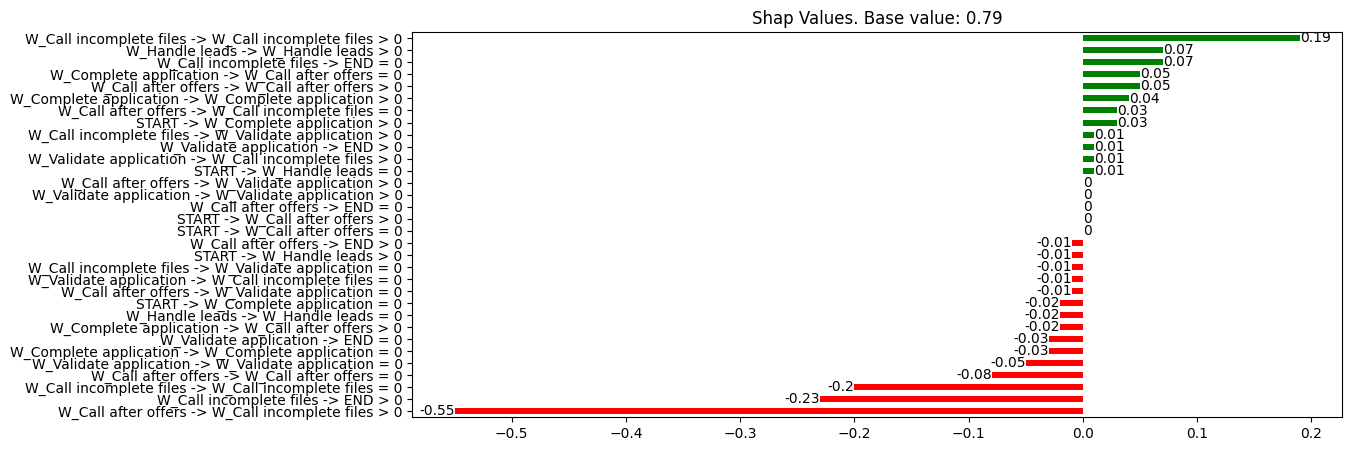 Shap Values. Base value: 0.79
W_Call incomplete files -> W_Call incomplete files > 0 0.19
W_Handle leads -> W_Handle leads > 0 0.07
W_Call incomplete files -> END = 0 0.07
W_Complete application -> W_Call after offers = 0 0.05
W_Call after offers -> W_Call after offers > 0 0.05
W_Complete application -> W_Complete application > 0 0.04
W_Call after offers -> W_Call incomplete files = 0 0.03
START -> W_Complete application > 0 0.03
W_Call incomplete files -> W_Validate application > 0 0.01
W_Validate application -> END > 0 0.01
W_Validate application -> W_Call incomplete files > 0 0.01
START -> W_Handle leads = 0 0.01
W_Call after offers -> W_Validate application > 0 0
W_Validate application -> W_Validate application > 0 0
W_Call after offers -> END = 0 0
START -> W_Call after offers > 0 0
START -> W_Call after offers = 0 0
W_Call after offers -> END > 0 -0.01
START -> W_Handle leads > 0 -0.01
W_Call incomplete files -> W_Validate application = 0 -0.01
W_Validate application -> W_Call incomplete files = 0 -0.01
W_Call after offers -> W_Validate application = 0 -0.01
START -> W_Complete application = 0 -0.02
W_Handle leads -> W_Handle leads = 0 -0.02
W_Complete application -> W_Call after offers > 0 -0.02
W_Validate application -> END = 0 -0.03
W_Complete application -> W_Complete application = 0 -0.03
W_Validate application -> W_Validate application = 0 -0.05
W_Call after offers -> W_Call after offers = 0 -0.08
W_Call incomplete files -> W_Call incomplete files = 0 -0.2
W_Call incomplete files -> END > 0 -0.23
W_Call after offers -> W_Call incomplete files > 0 -0.55
−0.5 −0.4 −0.3 −0.2 −0.1 0.0 0.1 0.2